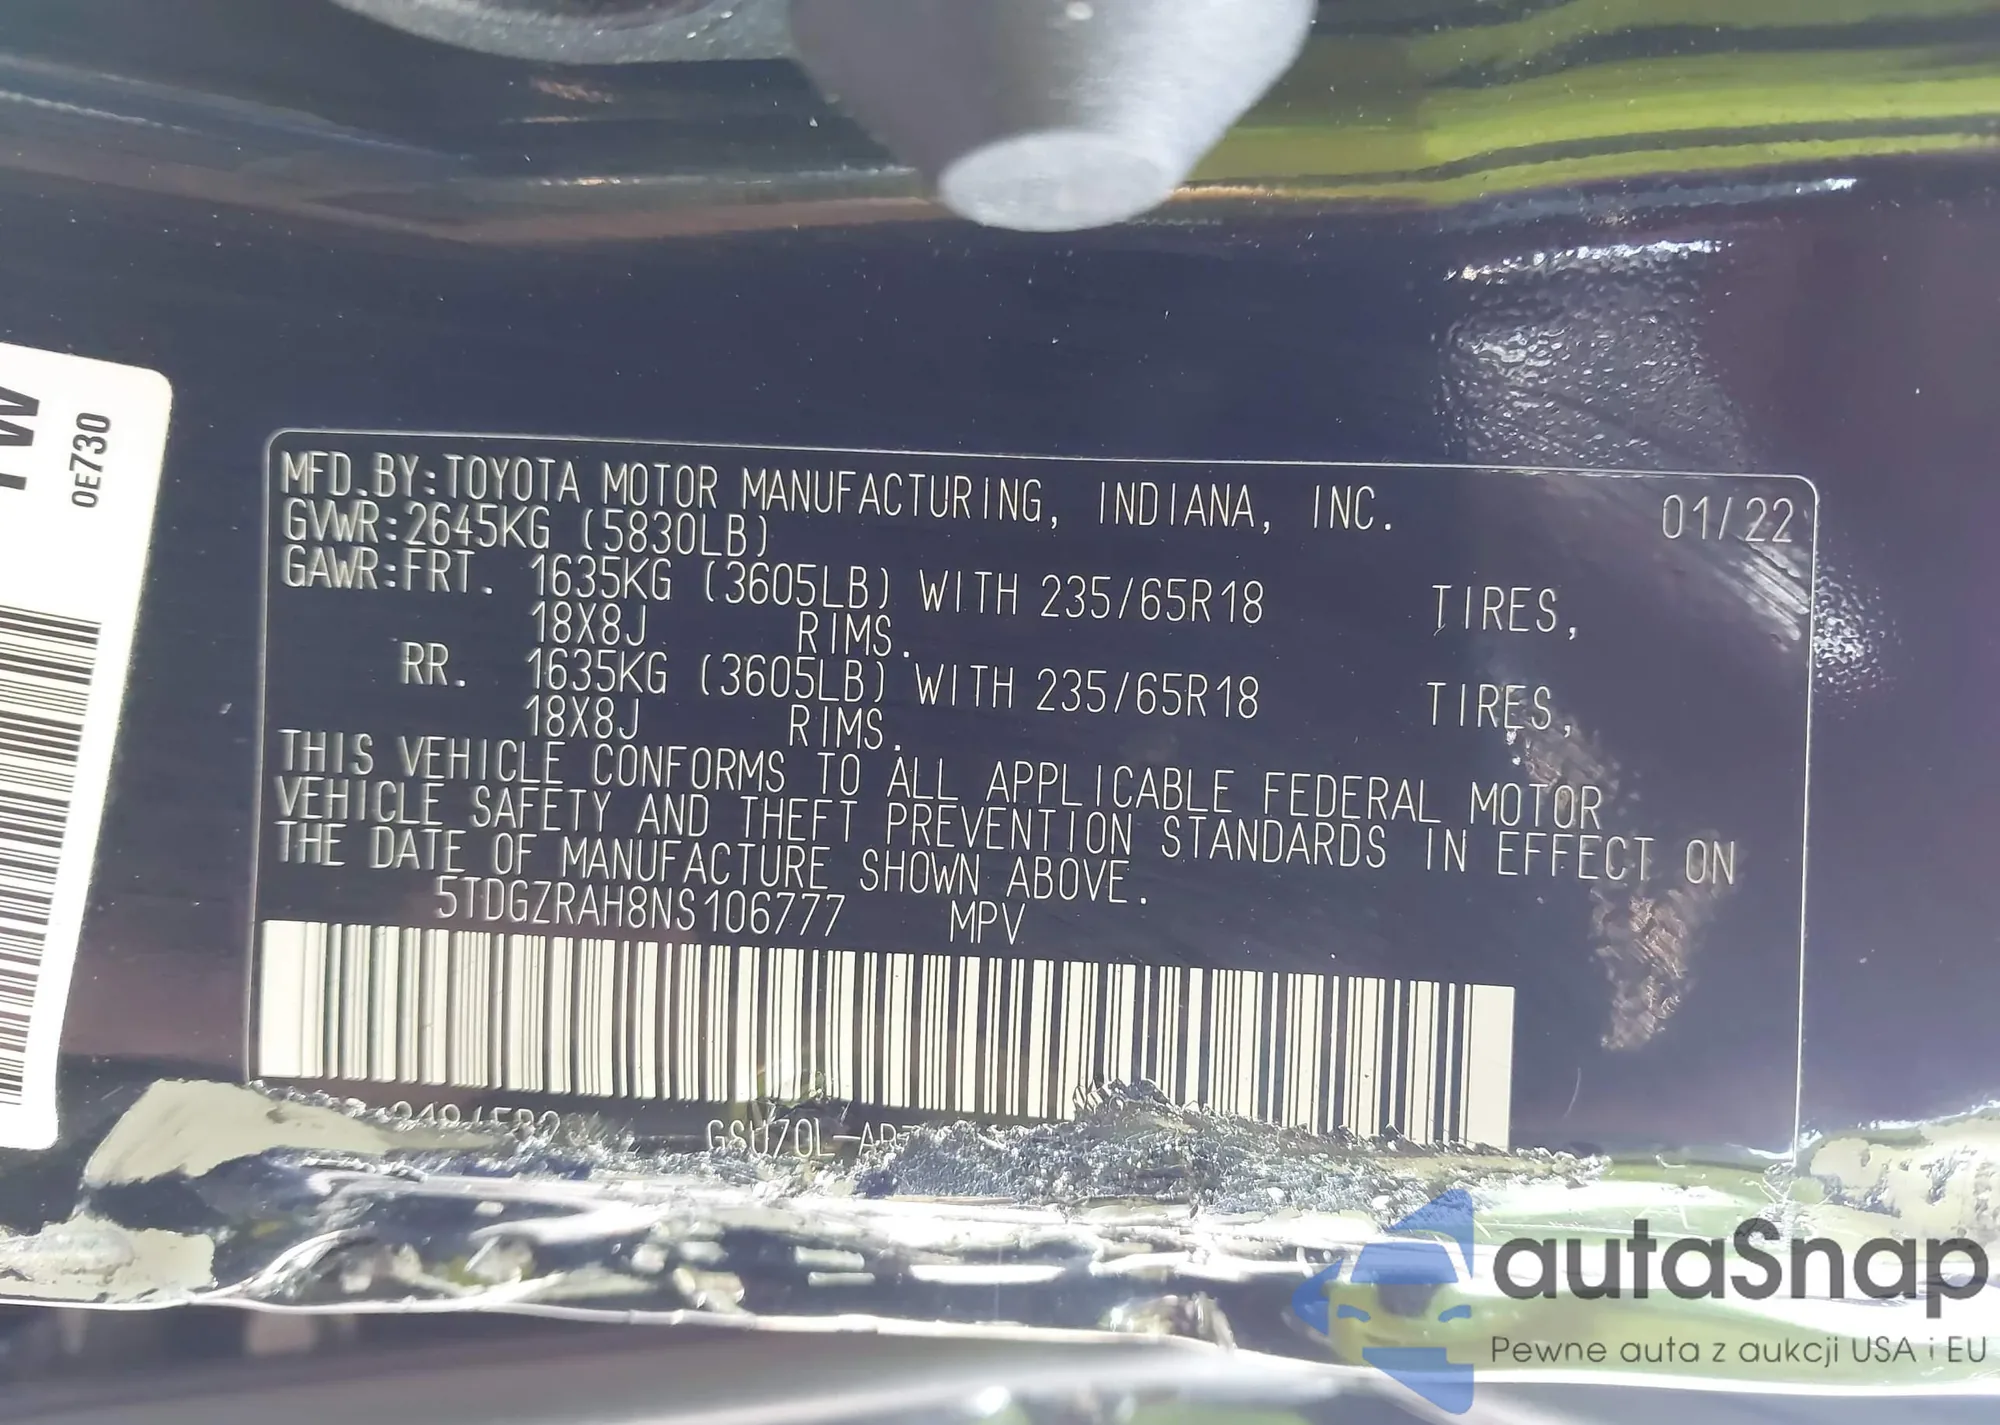 0E730
MFD.BY:TOYOTA MOTOR MANUFACTURING, INDIANA, INC. 01/22
GVWR:2645KG (5830LB)
GAWR:FRT. 1635KG (3605LB) WITH 235/65R18 TIRES,
18X8J RIMS.
RR. 1635KG (3605LB) WITH 235/65R18 TIRES,
18X8J RIMS.
THIS VEHICLE CONFORMS TO ALL APPLICABLE FEDERAL MOTOR
VEHICLE SAFETY AND THEFT PREVENTION STANDARDS IN EFFECT ON
THE DATE OF MANUFACTURE SHOWN ABOVE.
5TDGZRAH8NS106777 MPV
autaSnap
Pewne auta z aukcji USA i EU